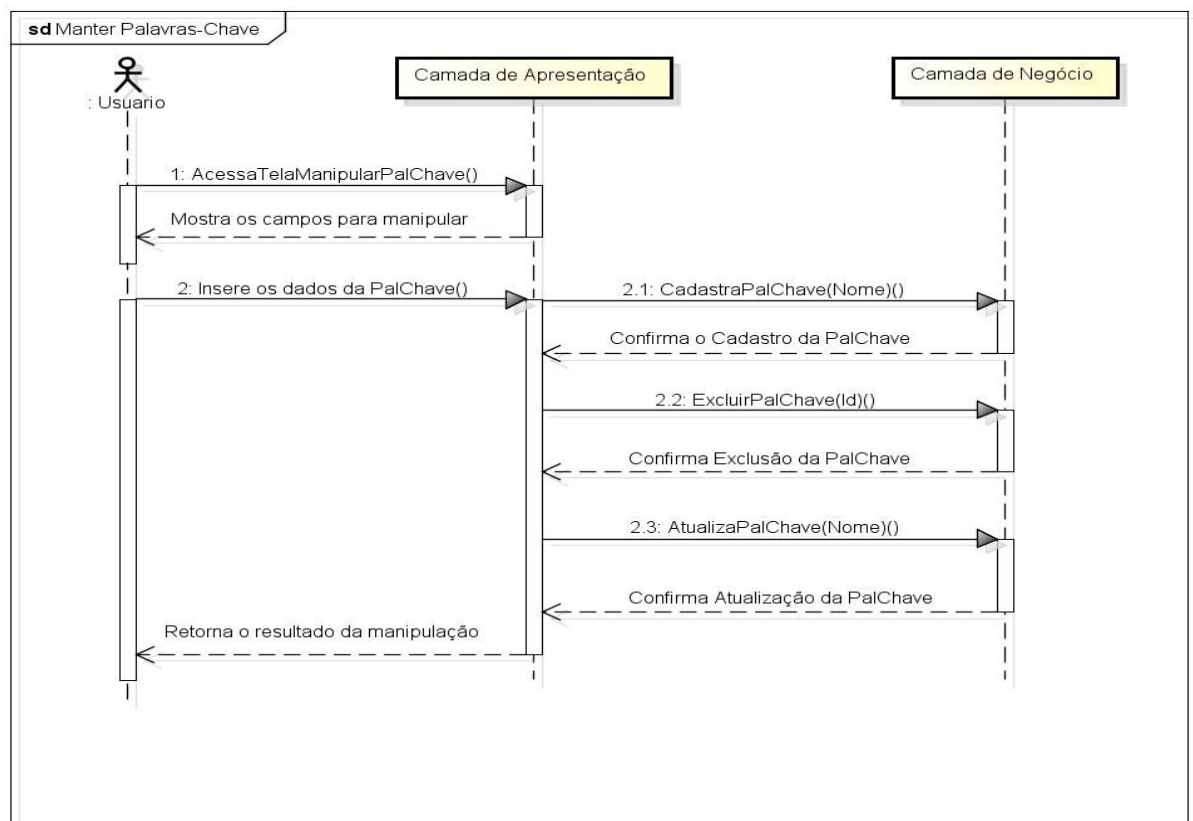 sd Manter Palavras-Chave
: Usuario
Camada de Apresentação
Camada de Negócio
1: AcessaTelaManipularPalChave()
Mostra os campos para manipular
2: Insere os dados da PalChave()
2.1: CadastraPalChave(Nome)()
Confirma o Cadastro da PalChave
2.2: ExcluirPalChave(Id)()
Confirma Exclusão da PalChave
2.3: AtualizaPalChave(Nome)()
Confirma Atualização da PalChave
Retorna o resultado da manipulação